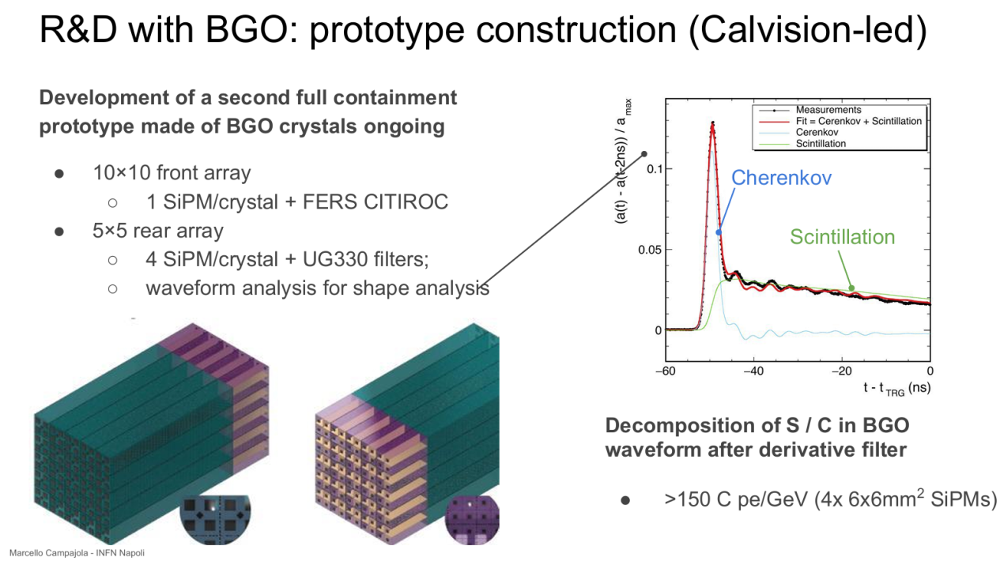 R&D with BGO: prototype construction (Calvision-led)
Development of a second full containment
prototype made of BGO crystals ongoing
● 10×10 front array
○ 1 SiPM/crystal + FERS CITIROC
● 5×5 rear array
○ 4 SiPM/crystal + UG330 filters;
○ waveform analysis for shape analysis
(a(t) - a(t-2ns)) / a max
Measurements
Fit = Cerenkov + Scintillation
Cerenkov
Scintillation
0.1
0.05
0
Cherenkov
Scintillation
−60 −40 −20 0
t - t TRG (ns)
Decomposition of S / C in BGO
waveform after derivative filter
● >150 C pe/GeV (4x 6x6mm² SiPMs)
Marcello Campajola - INFN Napoli